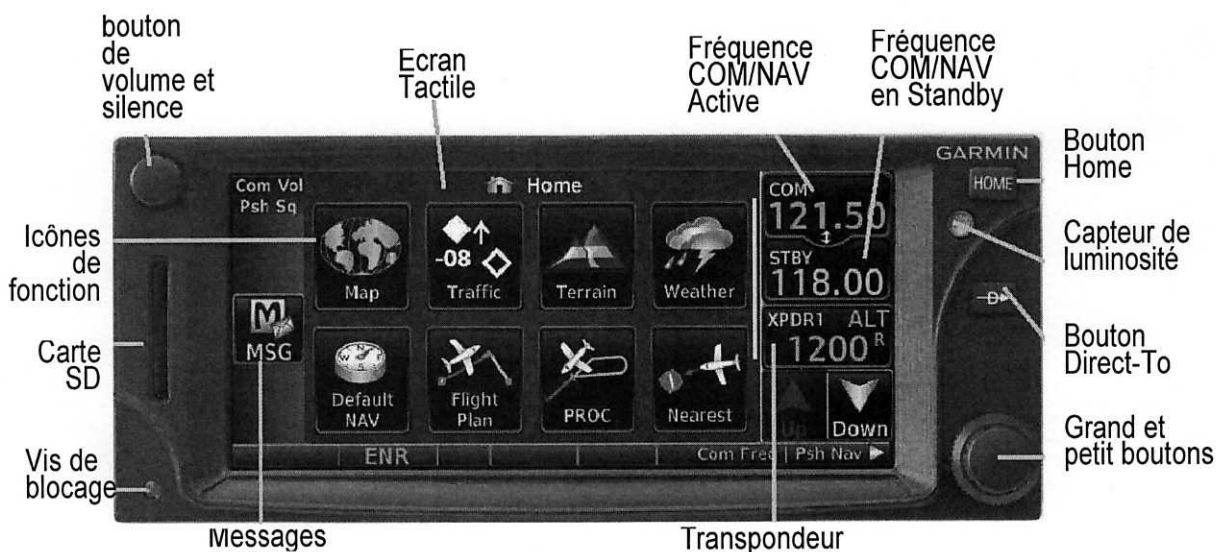 bouton
de
volume et
silence
Ecran
Tactile
Fréquence
COM/NAV
Active
Fréquence
COM/NAV
en Standby
Bouton
Home
Capteur de
luminosité
Bouton
Direct-To
Grand et
petit boutons
Icônes
de
fonction
Carte
SD
Vis de
blocage
Messages
Transpondeur
GARMIN
HOME
Com Vol
Psh Sq
Home
Map
Traffic
-08
Terrain
Weather
MSG
Default
NAV
Flight
Plan
PROC
Nearest
COM
121.50
STBY
118.00
XPDR1 ALT
1200 R
Up
Down
ENR
Com Freq | Psh Nav